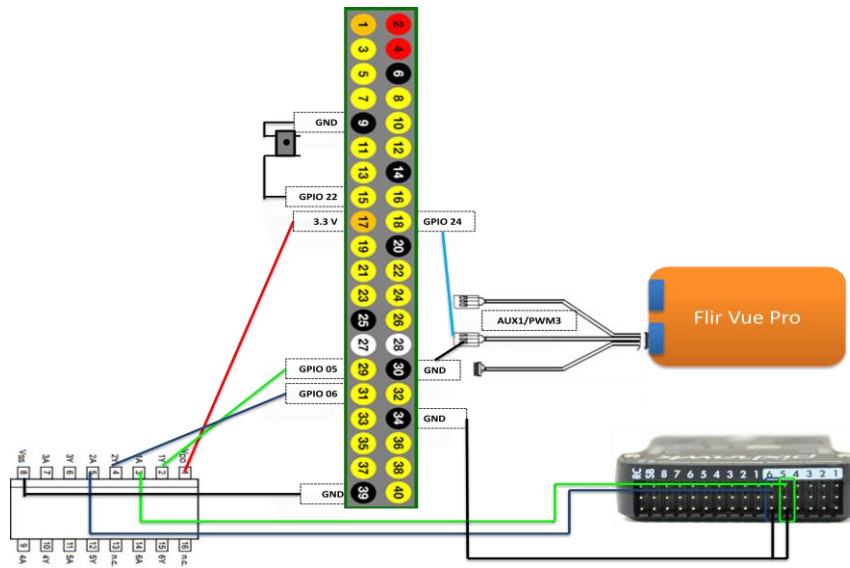 1 2
3 4
5 6
7 8
GND 9 10
11 12
13 14
GPIO 22 15 16
3.3 V 17 18 GPIO 24
19 20
21 22
23 24
25 26
27 28
GPIO 05 29 30 GND
GPIO 06 31 32
33 34 GND
35 36
37 38
GND 39 40
AUX1/PWM3
Flir Vue Pro
Vss 3A 3Y 2A 2Y 1A 1Y
8 7 6 5 4 3 2
9 10 11 12 13 14 15 16
4A 4Y 5A 5Y n.c. 6A 6Y n.c.
RC SB 8 7 6 5 4 3 2 1 6 5 4 3 2 1